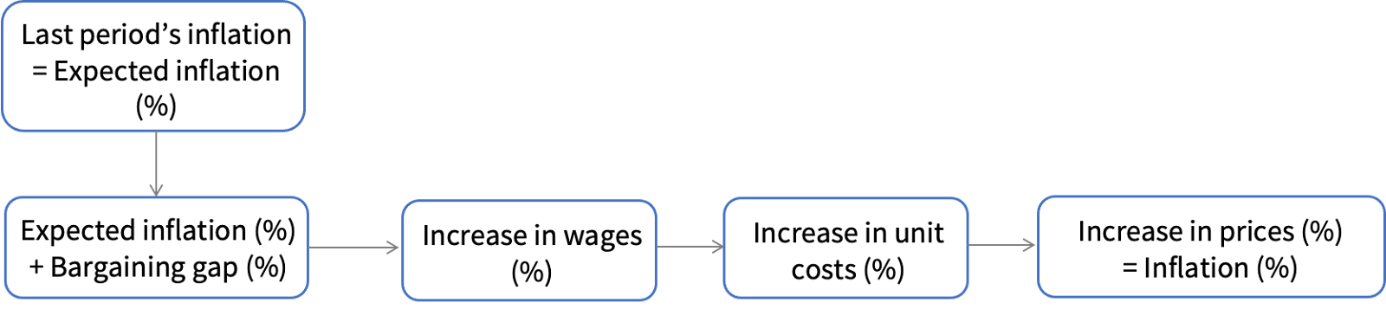 Last period’s inflation
= Expected inflation
(%)
Expected inflation (%)
+ Bargaining gap (%)
Increase in wages
(%)
Increase in unit
costs (%)
Increase in prices (%)
= Inflation (%)